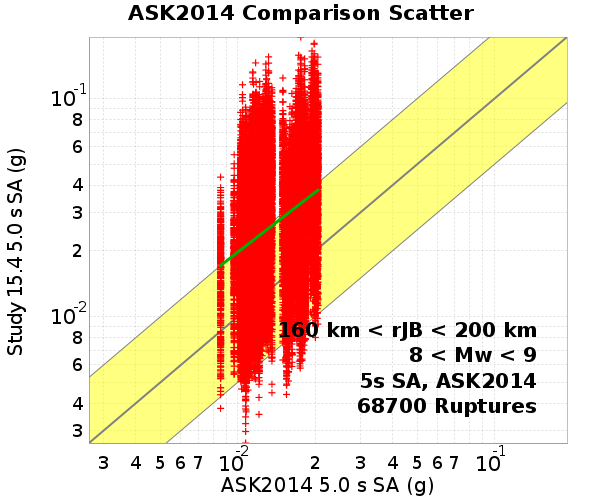 ASK2014 Comparison Scatter
Study 15.4 5.0 s SA (g)
10⁻¹
8
6
4
3
2
10⁻²
8
6
4
3
160 km < rJB < 200 km
8 < Mw < 9
5s SA, ASK2014
68700 Ruptures
3 4 5 6 7 10⁻² 2 3 4 5 6 7 10⁻¹
ASK2014 5.0 s SA (g)